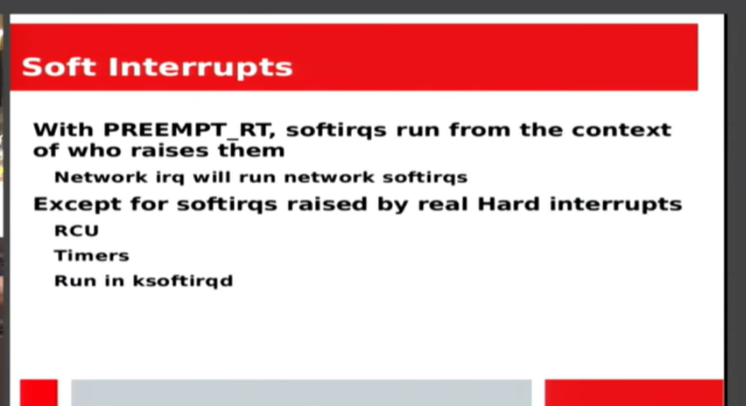 Soft Interrupts
With PREEMPT_RT, softirqs run from the context
of who raises them
Network irq will run network softirqs
Except for softirqs raised by real Hard interrupts
RCU
Timers
Run in ksoftirqd